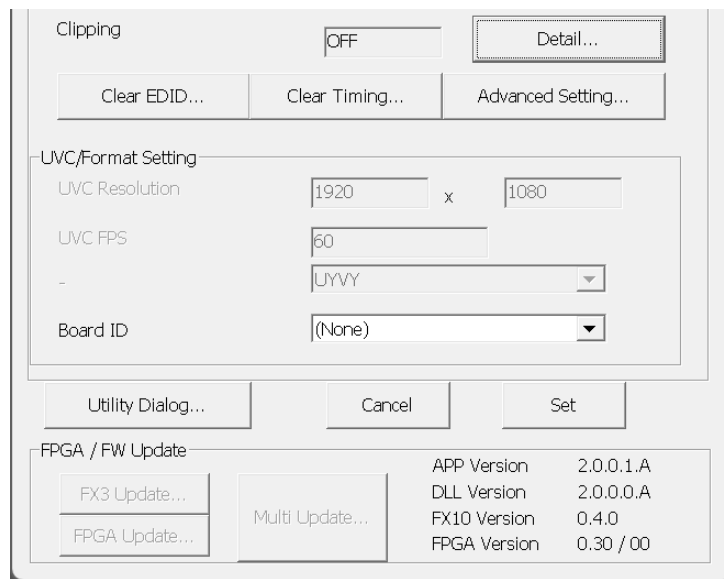 Clipping OFF Detail...
Clear EDID... Clear Timing... Advanced Setting...
UVC/Format Setting
UVC Resolution 1920 x 1080
UVC FPS 60
- UYVY
Board ID (None)
Utility Dialog... Cancel Set
FPGA / FW Update
FX3 Update...
FPGA Update...
Multi Update...
APP Version 2.0.0.1.A
DLL Version 2.0.0.0.A
FX10 Version 0.4.0
FPGA Version 0.30 / 00